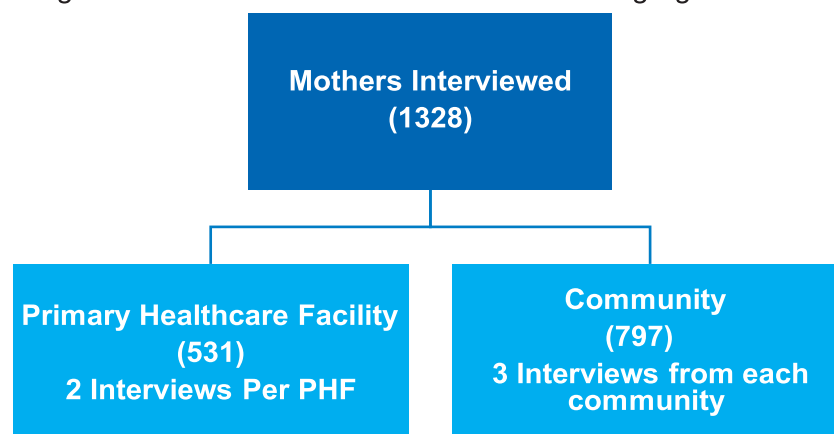 Mothers Interviewed
(1328)
Primary Healthcare Facility
(531)
2 Interviews Per PHF
Community
(797)
3 Interviews from each
community